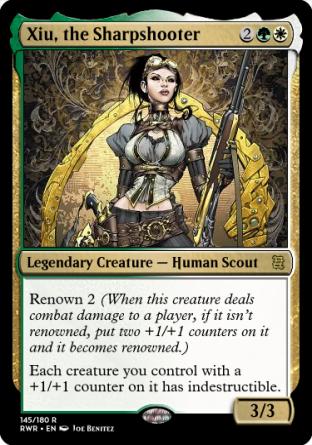 Xiu, the Sharpshooter 2
Legendary Creature — Human Scout
Renown 2 (When this creature deals
combat damage to a player, if it isn't
renowned, put two +1/+1 counters on it
and it becomes renowned.)
Each creature you control with a
+1/+1 counter on it has indestructible.
3/3
145/180 R
RWR • EN Joe Benitez